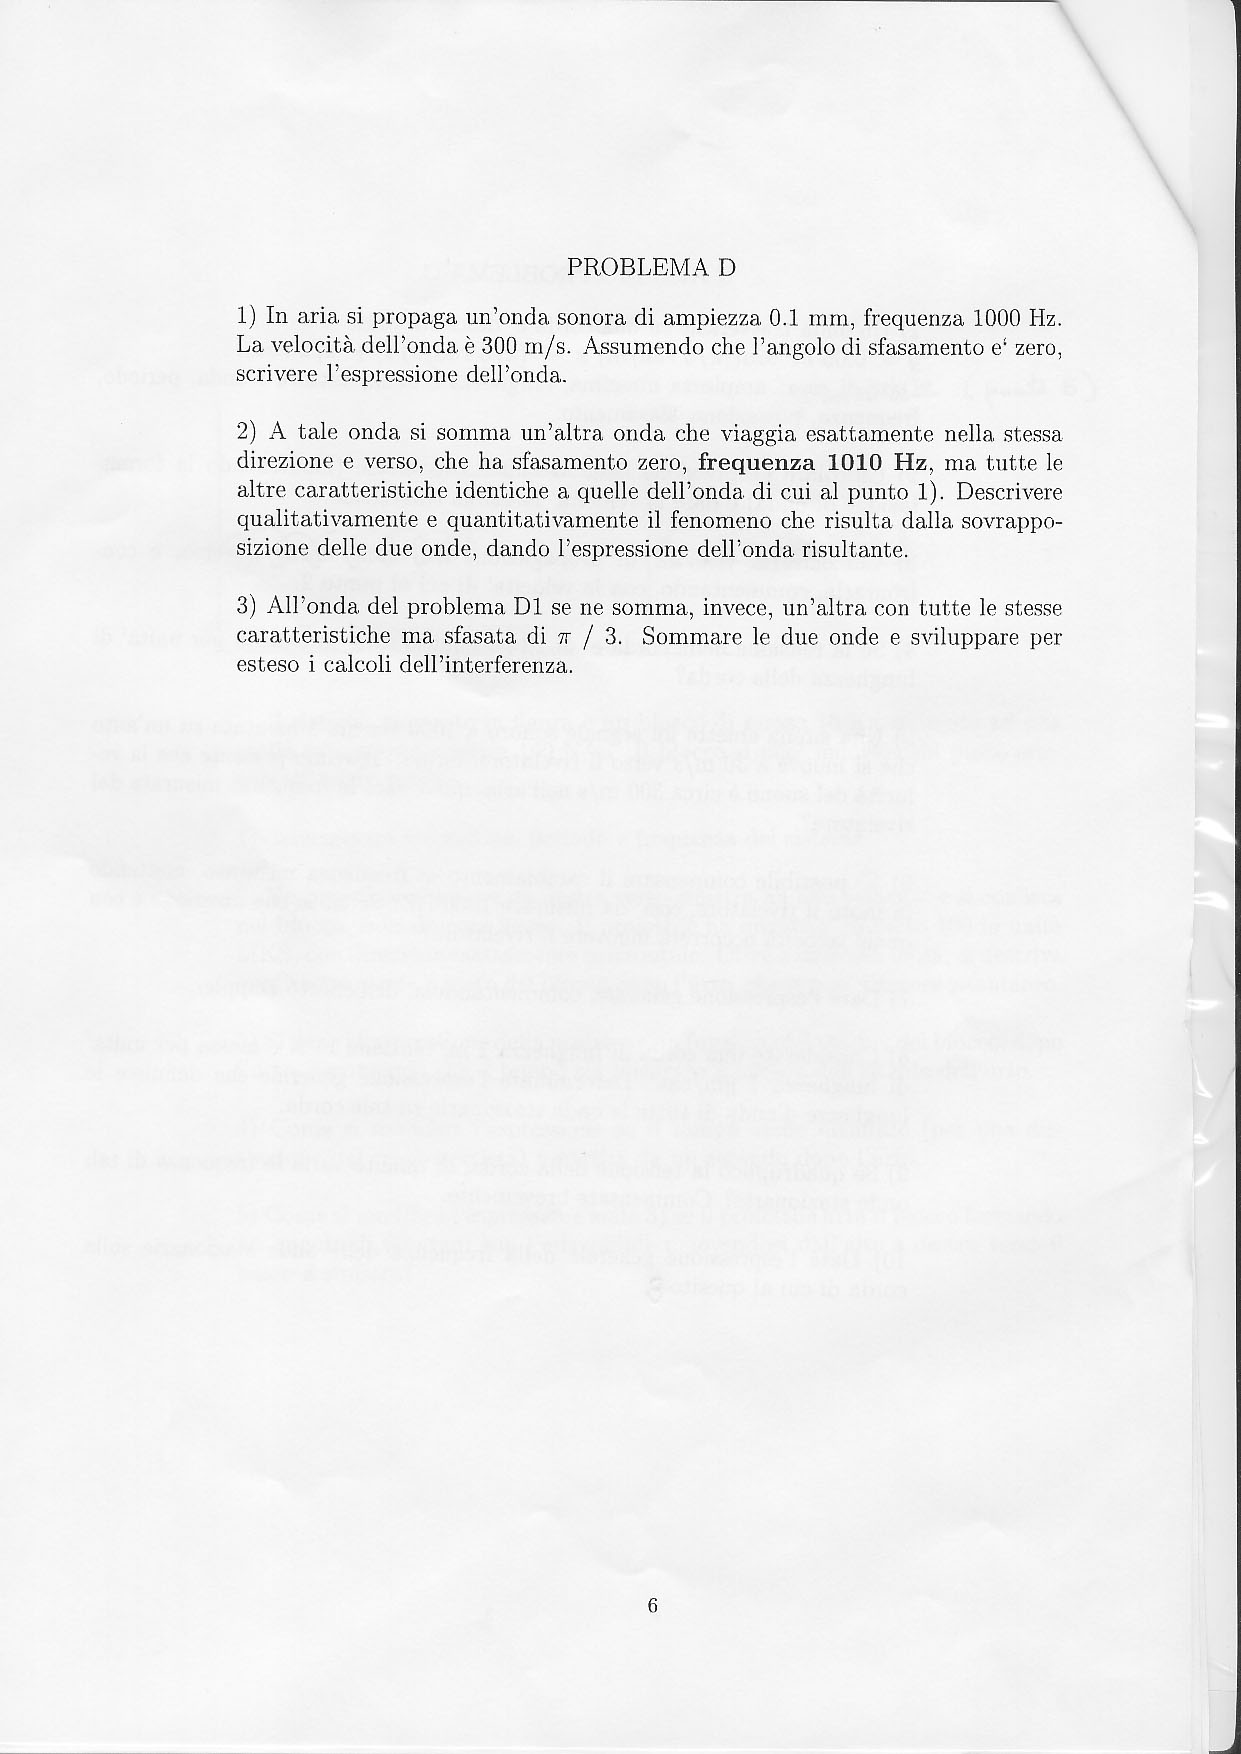 PROBLEMA D
1) In aria si propaga un'onda sonora di ampiezza 0.1 mm, frequenza 1000 Hz.
La velocità dell'onda è 300 m/s. Assumendo che l'angolo di sfasamento e‘ zero,
scrivere l'espressione dell'onda.
2) A tale onda si somma un'altra onda che viaggia esattamente nella stessa
direzione e verso, che ha sfasamento zero, frequenza 1010 Hz, ma tutte le
altre caratteristiche identiche a quelle dell'onda di cui al punto 1). Descrivere
qualitativamente e quantitativamente il fenomeno che risulta dalla sovrappo-
sizione delle due onde, dando l'espressione dell'onda risultante.
3) All'onda del problema D1 se ne somma, invece, un'altra con tutte le stesse
caratteristiche ma sfasata di π / 3. Sommare le due onde e sviluppare per
esteso i calcoli dell'interferenza.
6